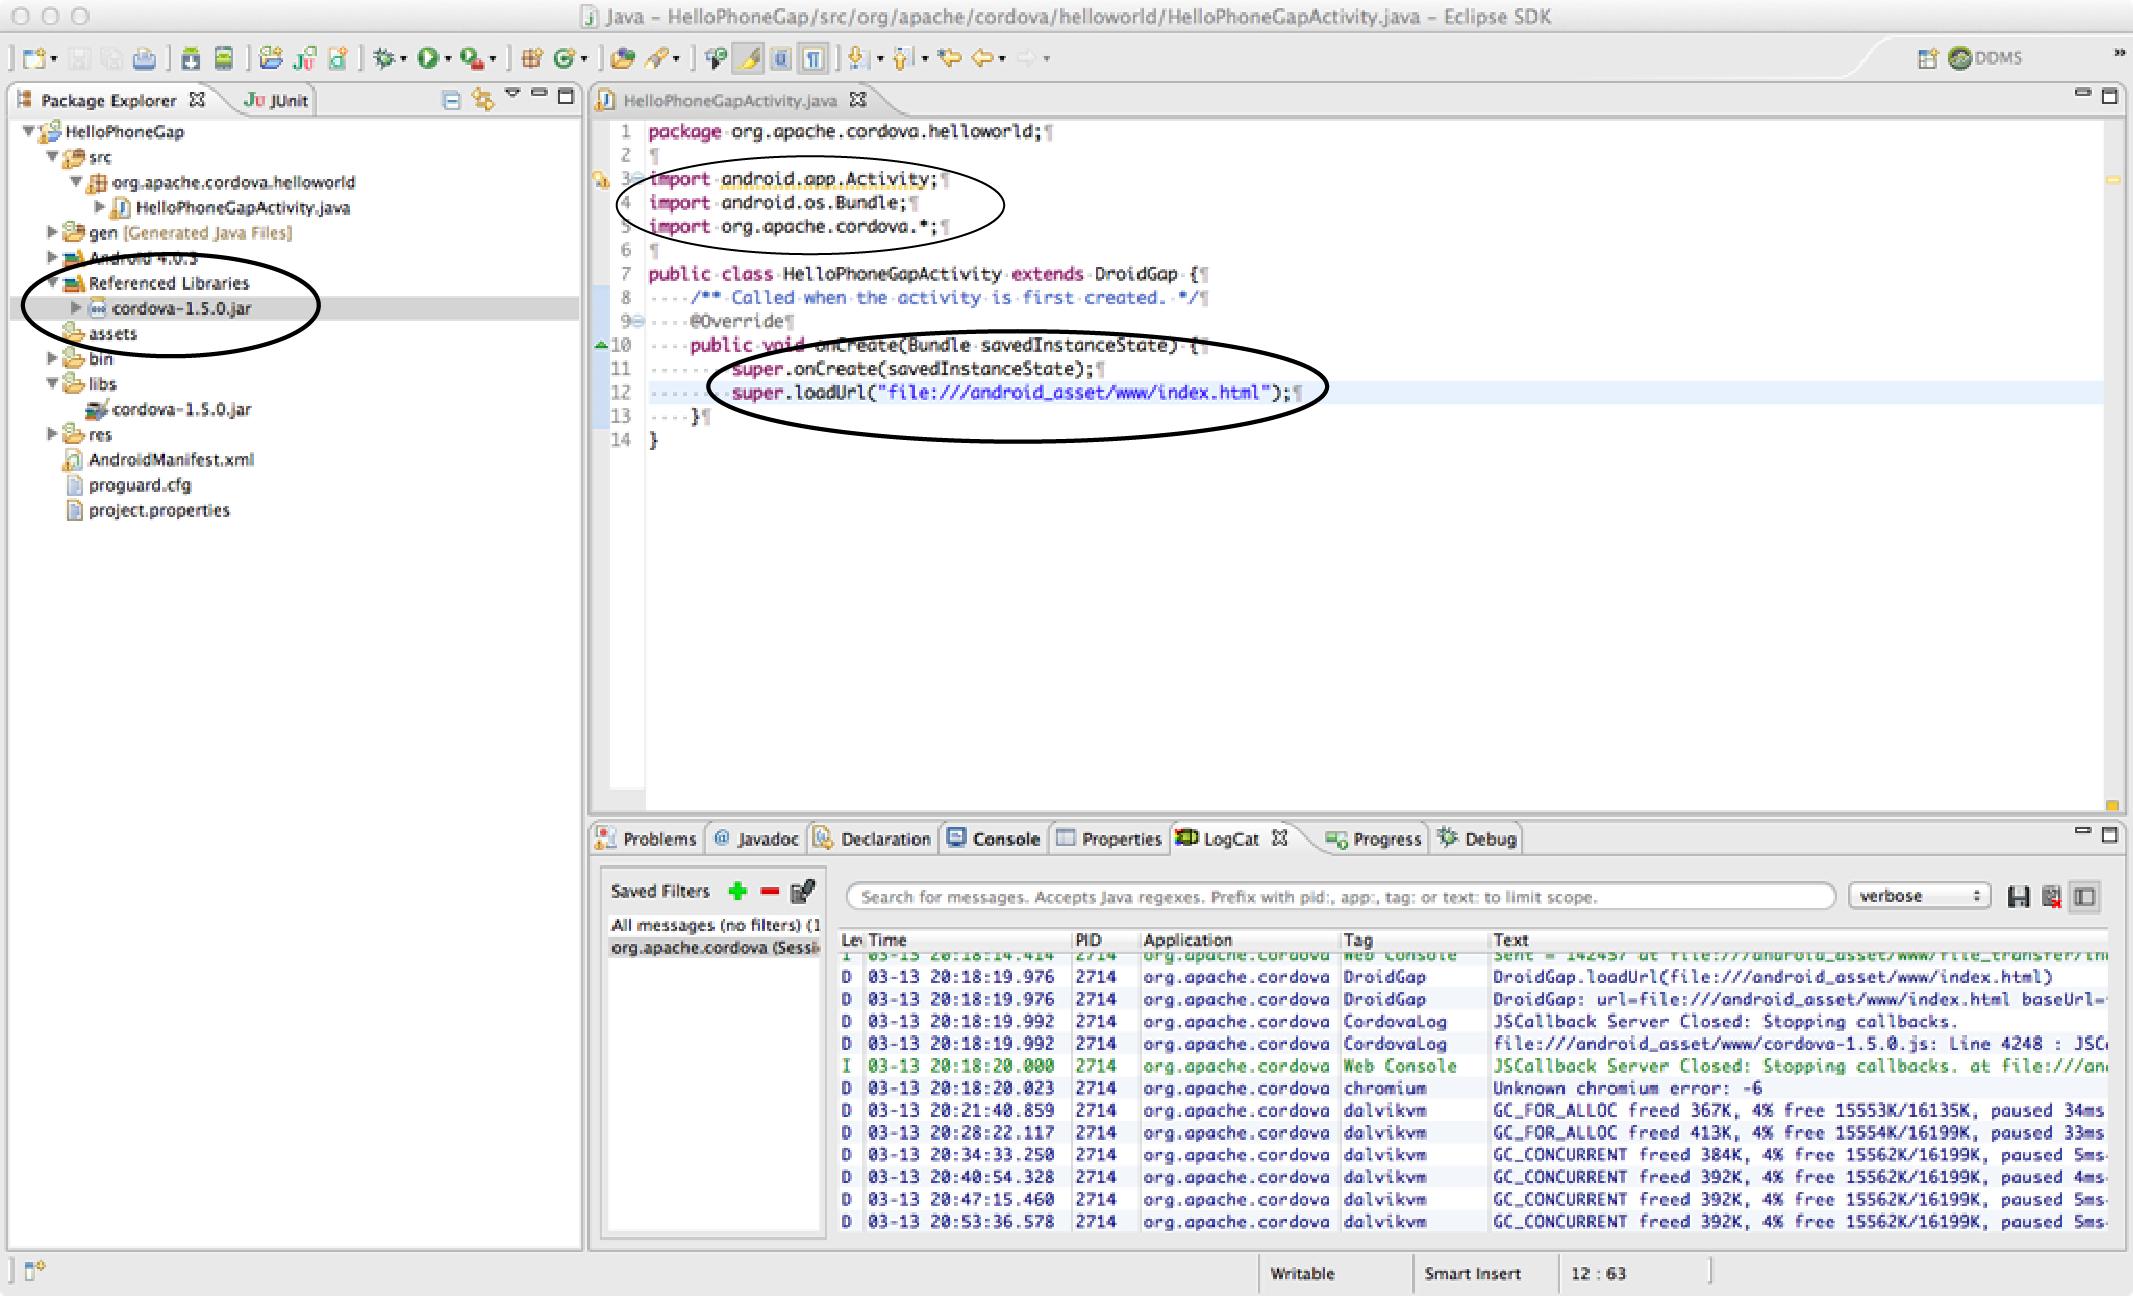 Java - HelloPhoneGap/src/org/apache/cordova/helloworld/HelloPhoneGapActivity.java - Eclipse SDK
DDMS
Package Explorer
JUnit
HelloPhoneGap
src
org.apache.cordova.helloworld
HelloPhoneGapActivity.java
gen [Generated Java Files]
Android 4.0.3
Referenced Libraries
cordova-1.5.0.jar
assets
bin
libs
cordova-1.5.0.jar
res
AndroidManifest.xml
proguard.cfg
project.properties
HelloPhoneGapActivity.java
1 package org.apache.cordova.helloworld;¶
2 ¶
3 import android.app.Activity;¶
4 import android.os.Bundle;¶
5 import org.apache.cordova.*;¶
6 ¶
7 public class HelloPhoneGapActivity extends DroidGap {¶
8 ····/** Called when the activity is first created. */¶
9 ····@Override¶
10 ····public void onCreate(Bundle savedInstanceState) {¶
11 ········super.onCreate(savedInstanceState);¶
12 ········super.loadUrl("file:///android_asset/www/index.html");¶
13 ····}¶
14 }
Problems @ Javadoc Declaration Console Properties LogCat Progress Debug
Saved Filters
All messages (no filters) (1
org.apache.cordova (Sessi
Search for messages. Accepts Java regexes. Prefix with pid:, app:, tag: or text: to limit scope.
verbose
Le Time PID Application Tag Text
I 03-13 20:18:14.414 2714 org.apache.cordova Web Console Sent = 142457 at file:///android_asset/www/file_transfer/in
D 03-13 20:18:19.976 2714 org.apache.cordova DroidGap DroidGap.loadUrl(file:///android_asset/www/index.html)
D 03-13 20:18:19.976 2714 org.apache.cordova DroidGap DroidGap: url=file:///android_asset/www/index.html baseUrl=
D 03-13 20:18:19.992 2714 org.apache.cordova CordovaLog JSCallback Server Closed: Stopping callbacks.
D 03-13 20:18:19.992 2714 org.apache.cordova CordovaLog file:///android_asset/www/cordova-1.5.0.js: Line 4248 : JSC
I 03-13 20:18:20.000 2714 org.apache.cordova Web Console JSCallback Server Closed: Stopping callbacks. at file:///an
D 03-13 20:18:20.023 2714 org.apache.cordova chromium Unknown chromium error: -6
D 03-13 20:21:40.859 2714 org.apache.cordova dalvikvm GC_FOR_ALLOC freed 367K, 4% free 15553K/16135K, paused 34ms
D 03-13 20:28:22.117 2714 org.apache.cordova dalvikvm GC_FOR_ALLOC freed 413K, 4% free 15554K/16199K, paused 33ms
D 03-13 20:34:33.250 2714 org.apache.cordova dalvikvm GC_CONCURRENT freed 384K, 4% free 15562K/16199K, paused 5ms
D 03-13 20:40:54.328 2714 org.apache.cordova dalvikvm GC_CONCURRENT freed 392K, 4% free 15562K/16199K, paused 4ms
D 03-13 20:47:15.460 2714 org.apache.cordova dalvikvm GC_CONCURRENT freed 392K, 4% free 15562K/16199K, paused 5ms
D 03-13 20:53:36.578 2714 org.apache.cordova dalvikvm GC_CONCURRENT freed 392K, 4% free 15562K/16199K, paused 5ms
Writable Smart Insert 12 : 63